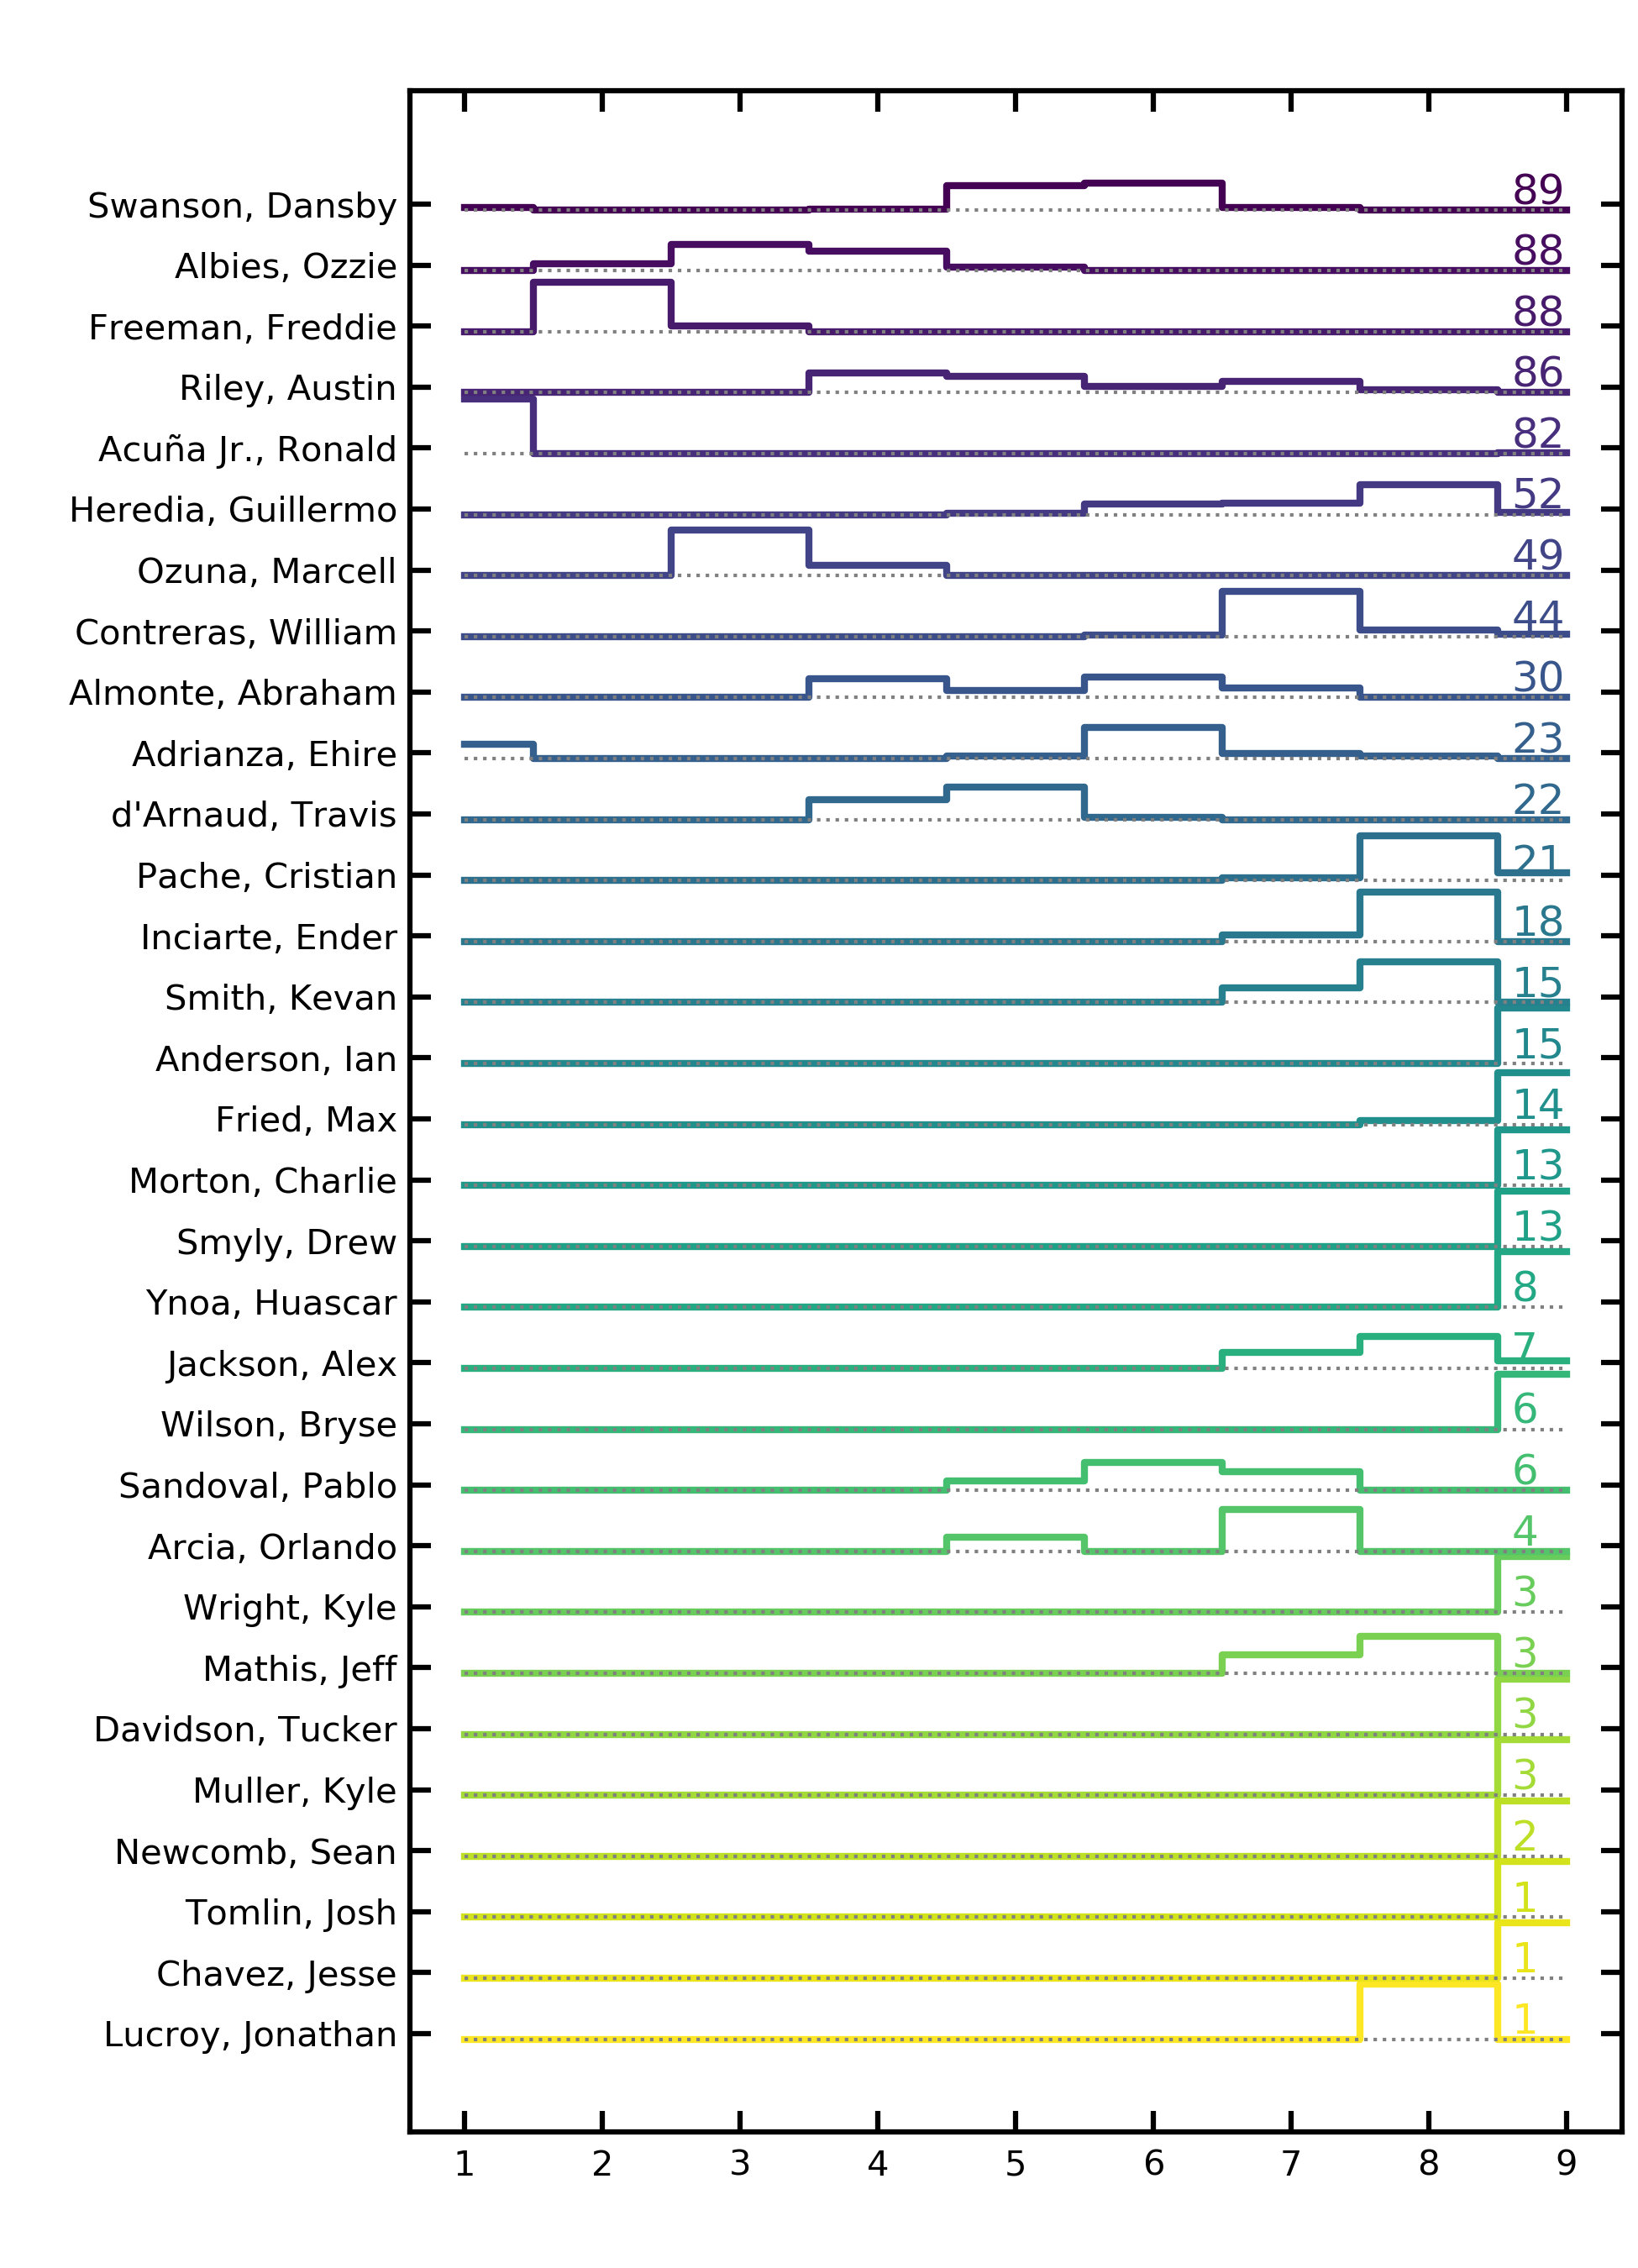 Swanson, Dansby 89
Albies, Ozzie 88
Freeman, Freddie 88
Riley, Austin 86
Acuña Jr., Ronald 82
Heredia, Guillermo 52
Ozuna, Marcell 49
Contreras, William 44
Almonte, Abraham 30
Adrianza, Ehire 23
d'Arnaud, Travis 22
Pache, Cristian 21
Inciarte, Ender 18
Smith, Kevan 15
Anderson, Ian 15
Fried, Max 14
Morton, Charlie 13
Smyly, Drew 13
Ynoa, Huascar 8
Jackson, Alex 7
Wilson, Bryse 6
Sandoval, Pablo 6
Arcia, Orlando 4
Wright, Kyle 3
Mathis, Jeff 3
Davidson, Tucker 3
Muller, Kyle 3
Newcomb, Sean 2
Tomlin, Josh 1
Chavez, Jesse 1
Lucroy, Jonathan 1
1 2 3 4 5 6 7 8 9